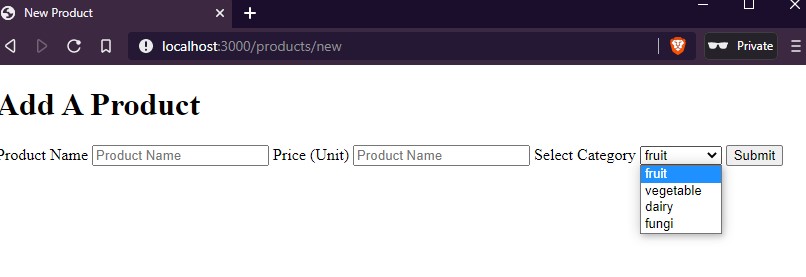 New Product
localhost:3000/products/new
Private
Add A Product
Product Name Product Name Price (Unit) Product Name Select Category fruit Submit
fruit
vegetable
dairy
fungi